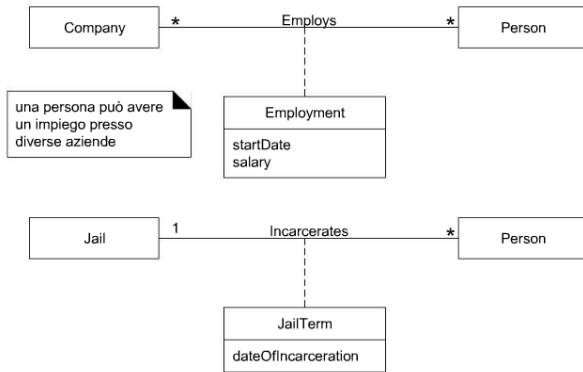 Company * Employs * Person
una persona può avere
un impiego presso
diverse aziende
Employment
startDate
salary
Jail 1 Incarcerates * Person
JailTerm
dateOfIncarceration